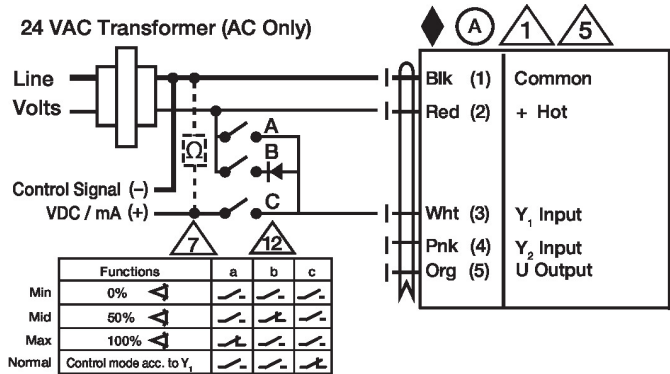 24 VAC Transformer (AC Only)
A 1 5
Line
Volts
Blk (1) Common
Red (2) + Hot
A
B
Ω
Control Signal (–)
VDC / mA (+)
C
Wht (3) Y1 Input
Pnk (4) Y2 Input
Org (5) U Output
7
12
Functions a b c
Min 0%
Mid 50%
Max 100%
Normal Control mode acc. to Y1